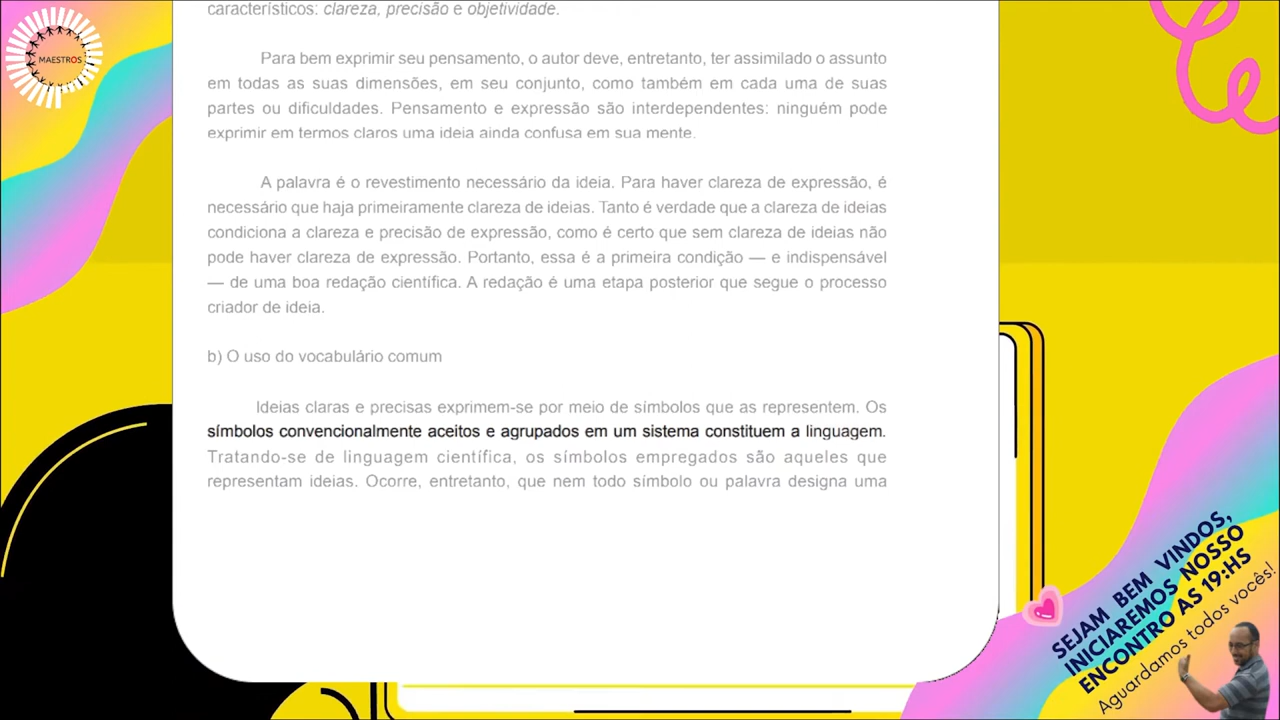 MAESTROS
característicos: clareza, precisão e objetividade.
Para bem exprimir seu pensamento, o autor deve, entretanto, ter assimilado o assunto
em todas as suas dimensões, em seu conjunto, como também em cada uma de suas
partes ou dificuldades. Pensamento e expressão são interdependentes: ninguém pode
exprimir em termos claros uma ideia ainda confusa em sua mente.
A palavra é o revestimento necessário da ideia. Para haver clareza de expressão, é
necessário que haja primeiramente clareza de ideias. Tanto é verdade que a clareza de ideias
condiciona a clareza e precisão de expressão, como é certo que sem clareza de ideias não
pode haver clareza de expressão. Portanto, essa é a primeira condição — e indispensável
— de uma boa redação científica. A redação é uma etapa posterior que segue o processo
criador de ideia.
b) O uso do vocabulário comum
Ideias claras e precisas exprimem-se por meio de símbolos que as representem. Os
símbolos convencionalmente aceitos e agrupados em um sistema constituem a linguagem.
Tratando-se de linguagem científica, os símbolos empregados são aqueles que
representam ideias. Ocorre, entretanto, que nem todo símbolo ou palavra designa uma
SEJAM BEM VINDOS,
INICIAREMOS NOSSO
ENCONTRO AS 19:HS
Aguardamos todos vocês!